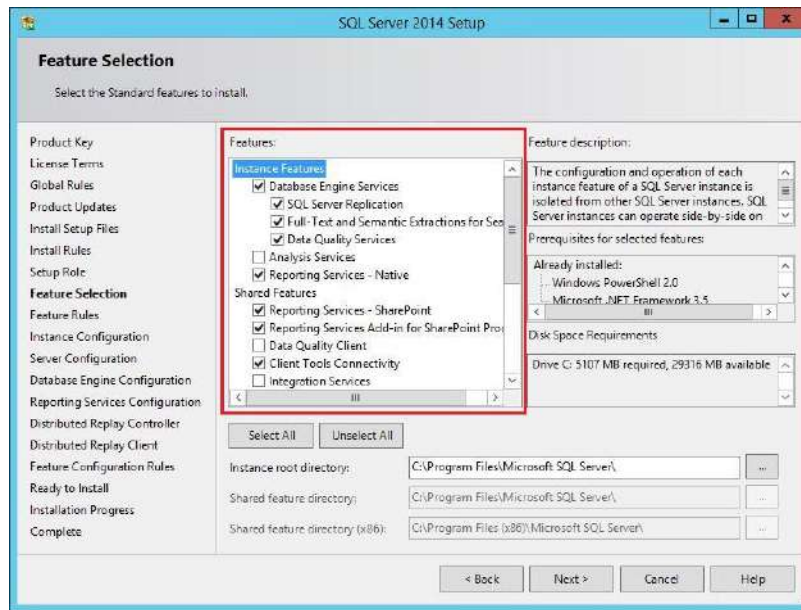 SQL Server 2014 Setup
Feature Selection
Select the Standard features to install.
Product Key
License Terms
Global Rules
Product Updates
Install Setup Files
Install Rules
Setup Role
Feature Selection
Feature Rules
Instance Configuration
Server Configuration
Database Engine Configuration
Reporting Services Configuration
Distributed Replay Controller
Distributed Replay Client
Feature Configuration Rules
Ready to Install
Installation Progress
Complete
Features:
Instance Features
Database Engine Services
SQL Server Replication
Full-Text and Semantic Extractions for Sea
Data Quality Services
Analysis Services
Reporting Services - Native
Shared Features
Reporting Services - SharePoint
Reporting Services Add-in for SharePoint Pro
Data Quality Client
Client Tools Connectivity
Integration Services
Feature description:
The configuration and operation of each
instance feature of a SQL Server instance is
isolated from other SQL Server instances. SQL
Server instances can operate side-by-side on
Prerequisites for selected features:
Already installed:
Windows PowerShell 2.0
Microsoft .NET Framework 3.5
Disk Space Requirements
Drive C: 5107 MB required, 29316 MB available
Select All
Unselect All
Instance root directory:
C:\Program Files\Microsoft SQL Server\
...
Shared feature directory:
C:\Program Files\Microsoft SQL Server\
...
Shared feature directory (x86):
C:\Program Files (x86)\Microsoft SQL Server\
...
< Back
Next >
Cancel
Help